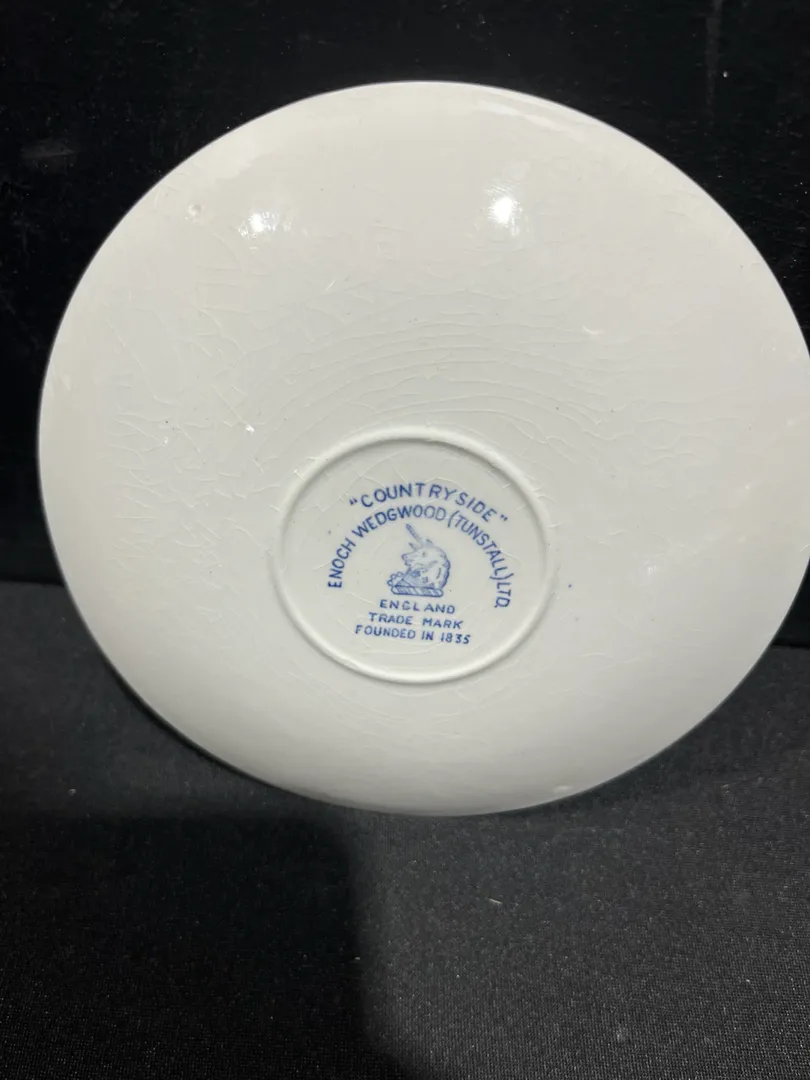 "COUNTRYSIDE"
ENOCH WEDGWOOD (TUNSTALL) LTD.
ENGLAND
TRADE MARK
FOUNDED IN 1835